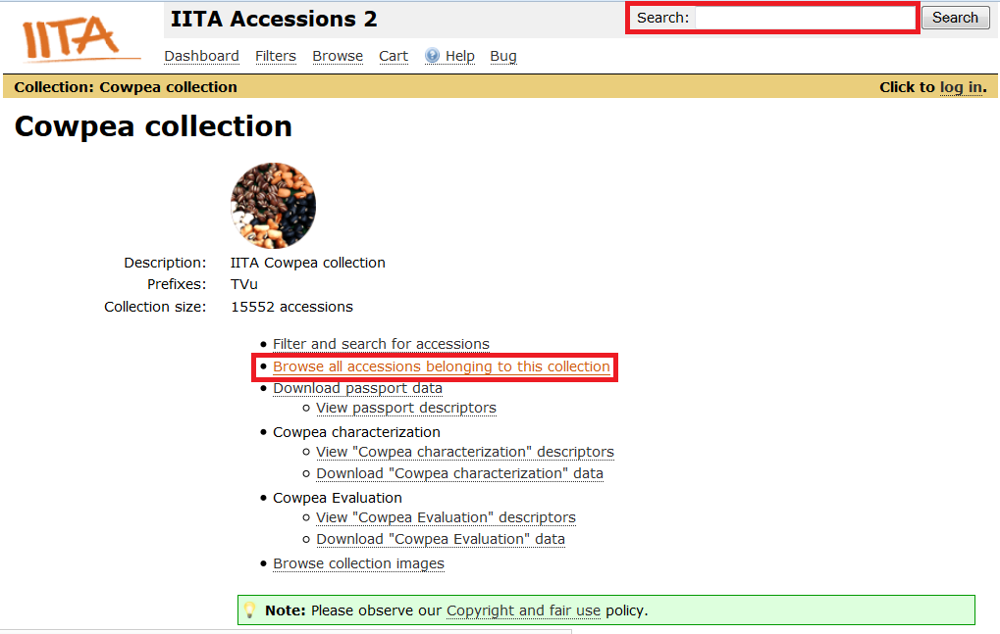 IITA
IITA Accessions 2
Search:
Search
Dashboard Filters Browse Cart Help Bug
Collection: Cowpea collection
Click to log in.
Cowpea collection
Description: IITA Cowpea collection
Prefixes: TVu
Collection size: 15552 accessions
Filter and search for accessions
Browse all accessions belonging to this collection
Download passport data
View passport descriptors
Cowpea characterization
View "Cowpea characterization" descriptors
Download "Cowpea characterization" data
Cowpea Evaluation
View "Cowpea Evaluation" descriptors
Download "Cowpea Evaluation" data
Browse collection images
Note: Please observe our Copyright and fair use policy.